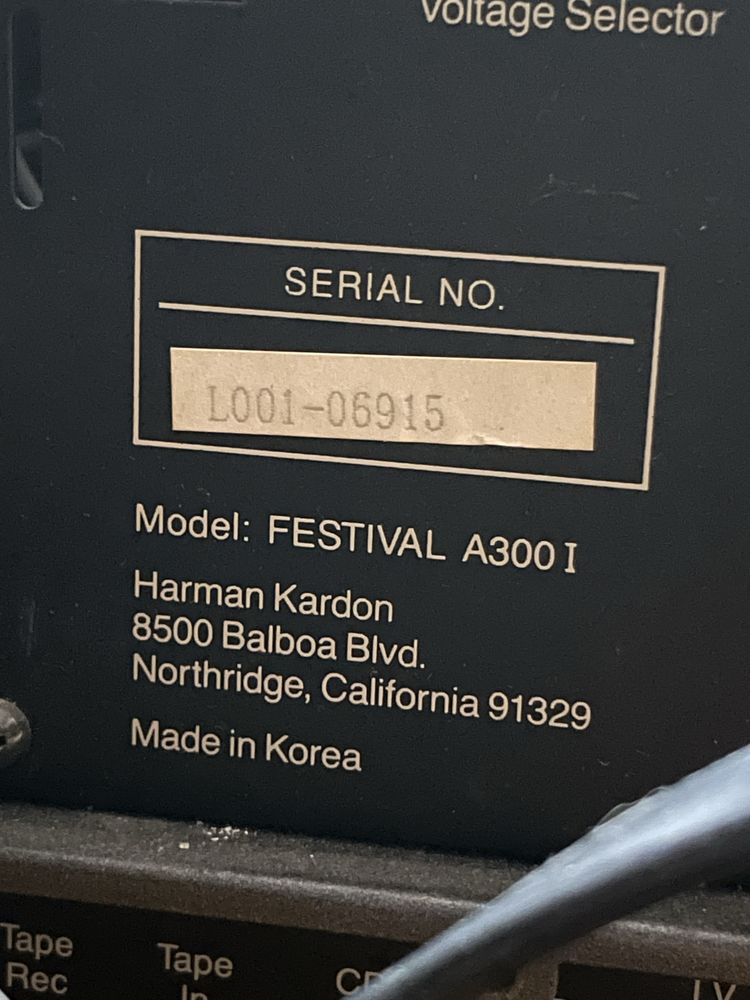 Voltage Selector
SERIAL NO.
L001-06915
Model: FESTIVAL A300 I
Harman Kardon
8500 Balboa Blvd.
Northridge, California 91329
Made in Korea
Tape
Rec
Tape
In